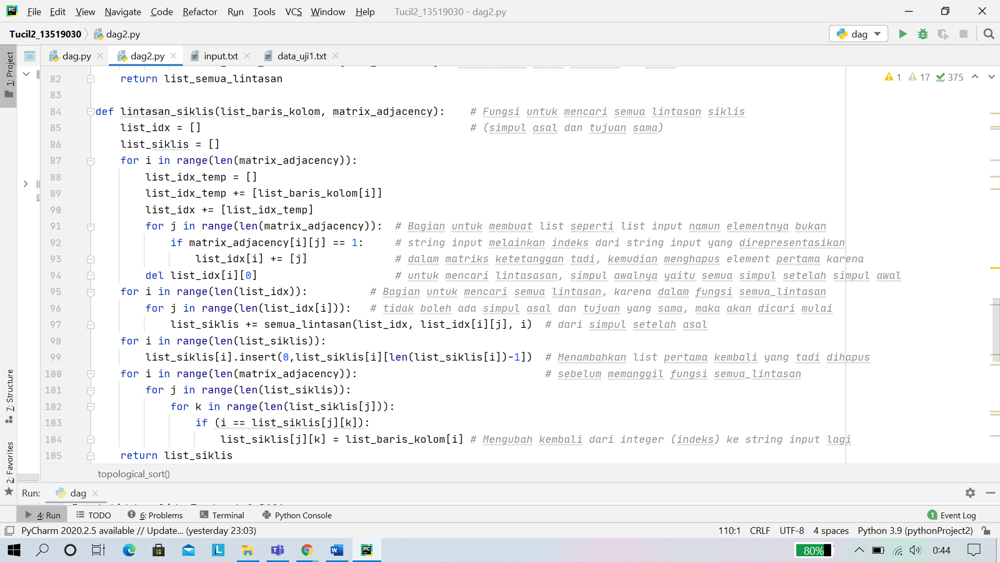 File Edit View Navigate Code Refactor Run Tools VCS Window Help Tucil2_13519030 - dag2.py
Tucil2_13519030 dag2.py dag
dag.py dag2.py input.txt data_uji1.txt
1: Project
1 17 375
82 return list_semua_lintasan
83
84 def lintasan_siklis(list_baris_kolom, matrix_adjacency): # Fungsi untuk mencari semua lintasan siklis
85 list_idx = [] # (simpul asal dan tujuan sama)
86 list_siklis = []
87 for i in range(len(matrix_adjacency)):
88 list_idx_temp = []
89 list_idx_temp += [list_baris_kolom[i]]
90 list_idx += [list_idx_temp]
91 for j in range(len(matrix_adjacency)): # Bagian untuk membuat list seperti list input namun elementnya bukan
92 if matrix_adjacency[i][j] == 1: # string input melainkan indeks dari string input yang direpresentasikan
93 list_idx[i] += [j] # dalam matriks ketetanggan tadi, kemudian menghapus element pertama karena
94 del list_idx[i][0] # untuk mencari lintasasan, simpul awalnya yaitu semua simpul setelah simpul awal
95 for i in range(len(list_idx)): # Bagian untuk mencari semua lintasan, karena dalam fungsi semua_lintasan
96 for j in range(len(list_idx[i])): # tidak boleh ada simpul asal dan tujuan yang sama, maka akan dicari mulai
97 list_siklis += semua_lintasan(list_idx, list_idx[i][j], i) # dari simpul setelah asal
98 for i in range(len(list_siklis)):
99 list_siklis[i].insert(0,list_siklis[i][len(list_siklis[i])-1]) # Menambahkan list pertama kembali yang tadi dihapus
100 for i in range(len(matrix_adjacency)): # sebelum memanggil fungsi semua_lintasan
101 for j in range(len(list_siklis)):
102 for k in range(len(list_siklis[j])):
103 if (i == list_siklis[j][k]):
104 list_siklis[j][k] = list_baris_kolom[i] # Mengubah kembali dari integer (indeks) ke string input lagi
105 return list_siklis
7: Structure
2: Favorites
topological_sort()
Run: dag
4: Run TODO 6: Problems Terminal Python Console 1 Event Log
PyCharm 2020.2.5 available // Update... (yesterday 23:03) 110:1 CRLF UTF-8 4 spaces Python 3.9 (pythonProject2)
80% 0:44